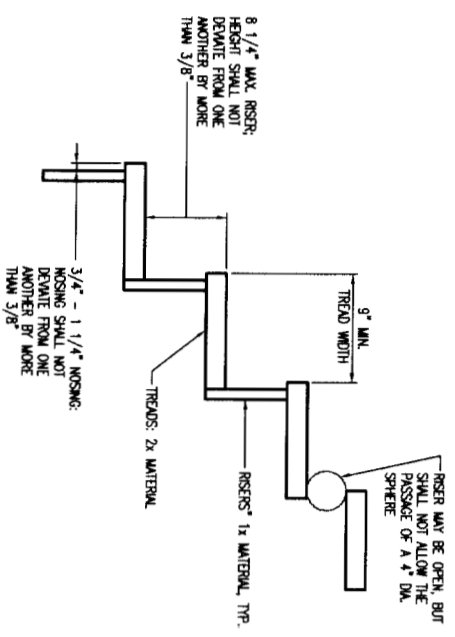 RISER MAY BE OPEN, BUT
SHALL NOT ALLOW THE
PASSAGE OF A 4" DIA.
SPHERE
9" MIN.
TREAD WIDTH
8 1/4" MAX. RISER;
HEIGHT SHALL NOT
DEVIATE FROM ONE
ANOTHER BY MORE
THAN 3/8"
RISERS" 1x MATERIAL, TYP.
TREADS: 2x MATERIAL
3/4" - 1 1/4" NOSING;
NOSING SHALL NOT
DEVIATE FROM ONE
ANOTHER BY MORE
THAN 3/8"